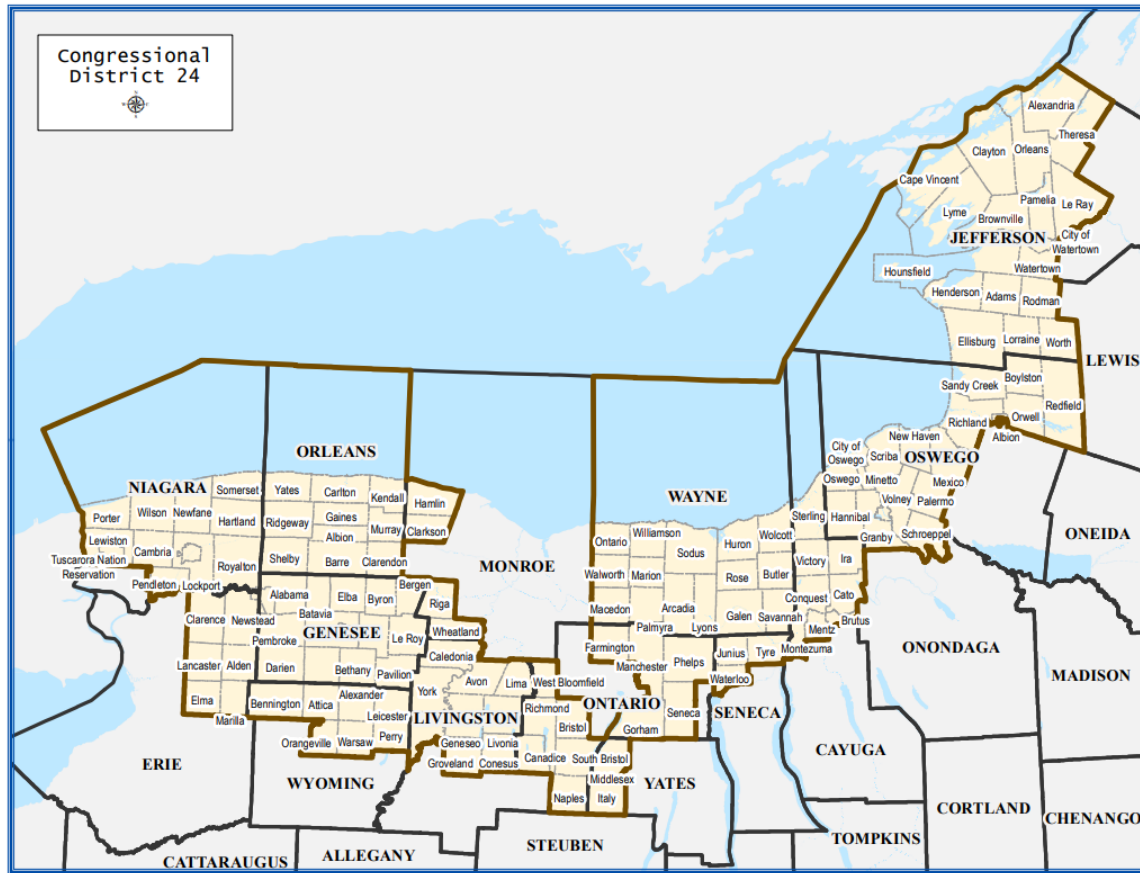 Congressional
District 24
Alexandria
Theresa
Clayton
Orleans
Cape Vincent
Pamelia
Le Ray
Lyme
Brownville
JEFFERSON
City of
Watertown
Hounsfield
Watertown
Henderson
Adams
Rodman
Ellisburg
Lorraine
Worth
LEWIS
Sandy Creek
Boylston
Redfield
Richland
Orwell
Albion
New Haven
City of
Oswego
Scriba
OSWEGO
Oswego
Minetto
Mexico
Volney
Palermo
Hannibal
Granby
Schroeppel
ONEIDA
ORLEANS
NIAGARA
Somerset
Yates
Carlton
Kendall
Hamlin
Porter
Wilson
Newfane
Hartland
Ridgeway
Gaines
Murray
Clarkson
Lewiston
Cambria
Albion
Tuscarora Nation
Reservation
Royalton
Shelby
Barre
Clarendon
Pendleton
Lockport
MONROE
WAYNE
Williamson
Ontario
Sodus
Huron
Wolcott
Sterling
Walworth
Marion
Rose
Butler
Victory
Ira
Macedon
Arcadia
Palmyra
Lyons
Galen
Savannah
Conquest
Cato
Mentz
Brutus
Montezuma
Alabama
Elba
Byron
Bergen
Riga
Clarence
Newstead
Batavia
Pembroke
GENESEE
Le Roy
Wheatland
Caledonia
Lancaster
Alden
Darien
Bethany
Pavilion
Farmington
Manchester
Phelps
Junius
Tyre
Waterloo
Elma
Marilla
Bennington
Attica
Alexander
York
Avon
Lima
West Bloomfield
Leicester
LIVINGSTON
Richmond
ONTARIO
Seneca
SENECA
Bristol
Gorham
Orangeville
Warsaw
Perry
Geneseo
Livonia
Groveland
Conesus
Canadice
South Bristol
Middlesex
Naples
Italy
YATES
ERIE
WYOMING
CAYUGA
ONONDAGA
MADISON
CORTLAND
CHENANGO
TOMPKINS
STEUBEN
ALLEGANY
CATTARAUGUS